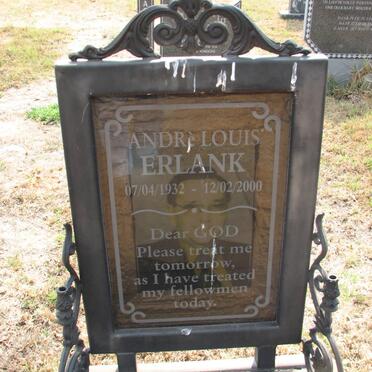 ANDRE LOUIS
ERLANK
07/04/1932 - 12/02/2000
Dear GOD
Please treat me
tomorrow,
as I have treated
my fellowmen
today.